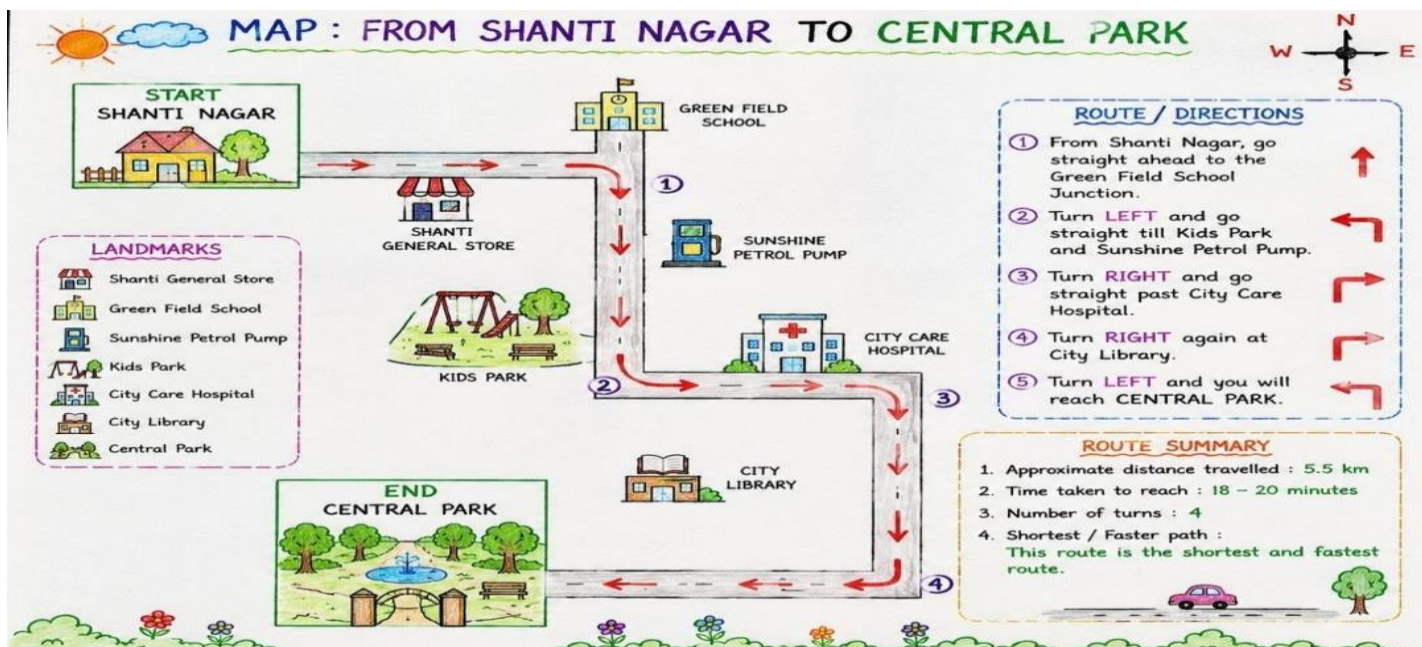 MAP : FROM SHANTI NAGAR TO CENTRAL PARK
N
W E
S
START
SHANTI NAGAR
GREEN FIELD
SCHOOL
1
SHANTI
GENERAL STORE
SUNSHINE
PETROL PUMP
KIDS PARK
2
CITY CARE
HOSPITAL
3
CITY
LIBRARY
4
END
CENTRAL PARK
LANDMARKS
Shanti General Store
Green Field School
Sunshine Petrol Pump
Kids Park
City Care Hospital
City Library
Central Park
ROUTE / DIRECTIONS
1 From Shanti Nagar, go
straight ahead to the
Green Field School
Junction.
2 Turn LEFT and go
straight till Kids Park
and Sunshine Petrol Pump.
3 Turn RIGHT and go
straight past City Care
Hospital.
4 Turn RIGHT again at
City Library.
5 Turn LEFT and you will
reach CENTRAL PARK.
ROUTE SUMMARY
1. Approximate distance travelled : 5.5 km
2. Time taken to reach : 18 – 20 minutes
3. Number of turns : 4
4. Shortest / Faster path :
This route is the shortest and fastest
route.